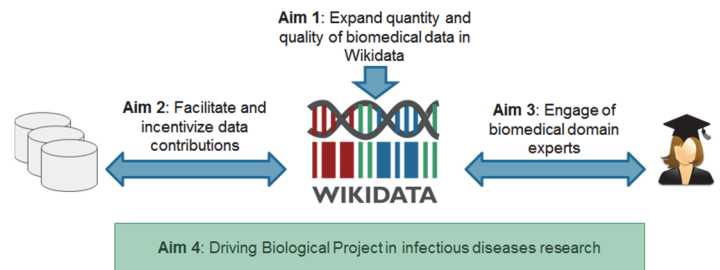 Aim 1: Expand quantity and
quality of biomedical data in
Wikidata
Aim 2: Facilitate and
incentivize data
contributions
Aim 3: Engage of
biomedical domain
experts
WIKIDATA
Aim 4: Driving Biological Project in infectious diseases research